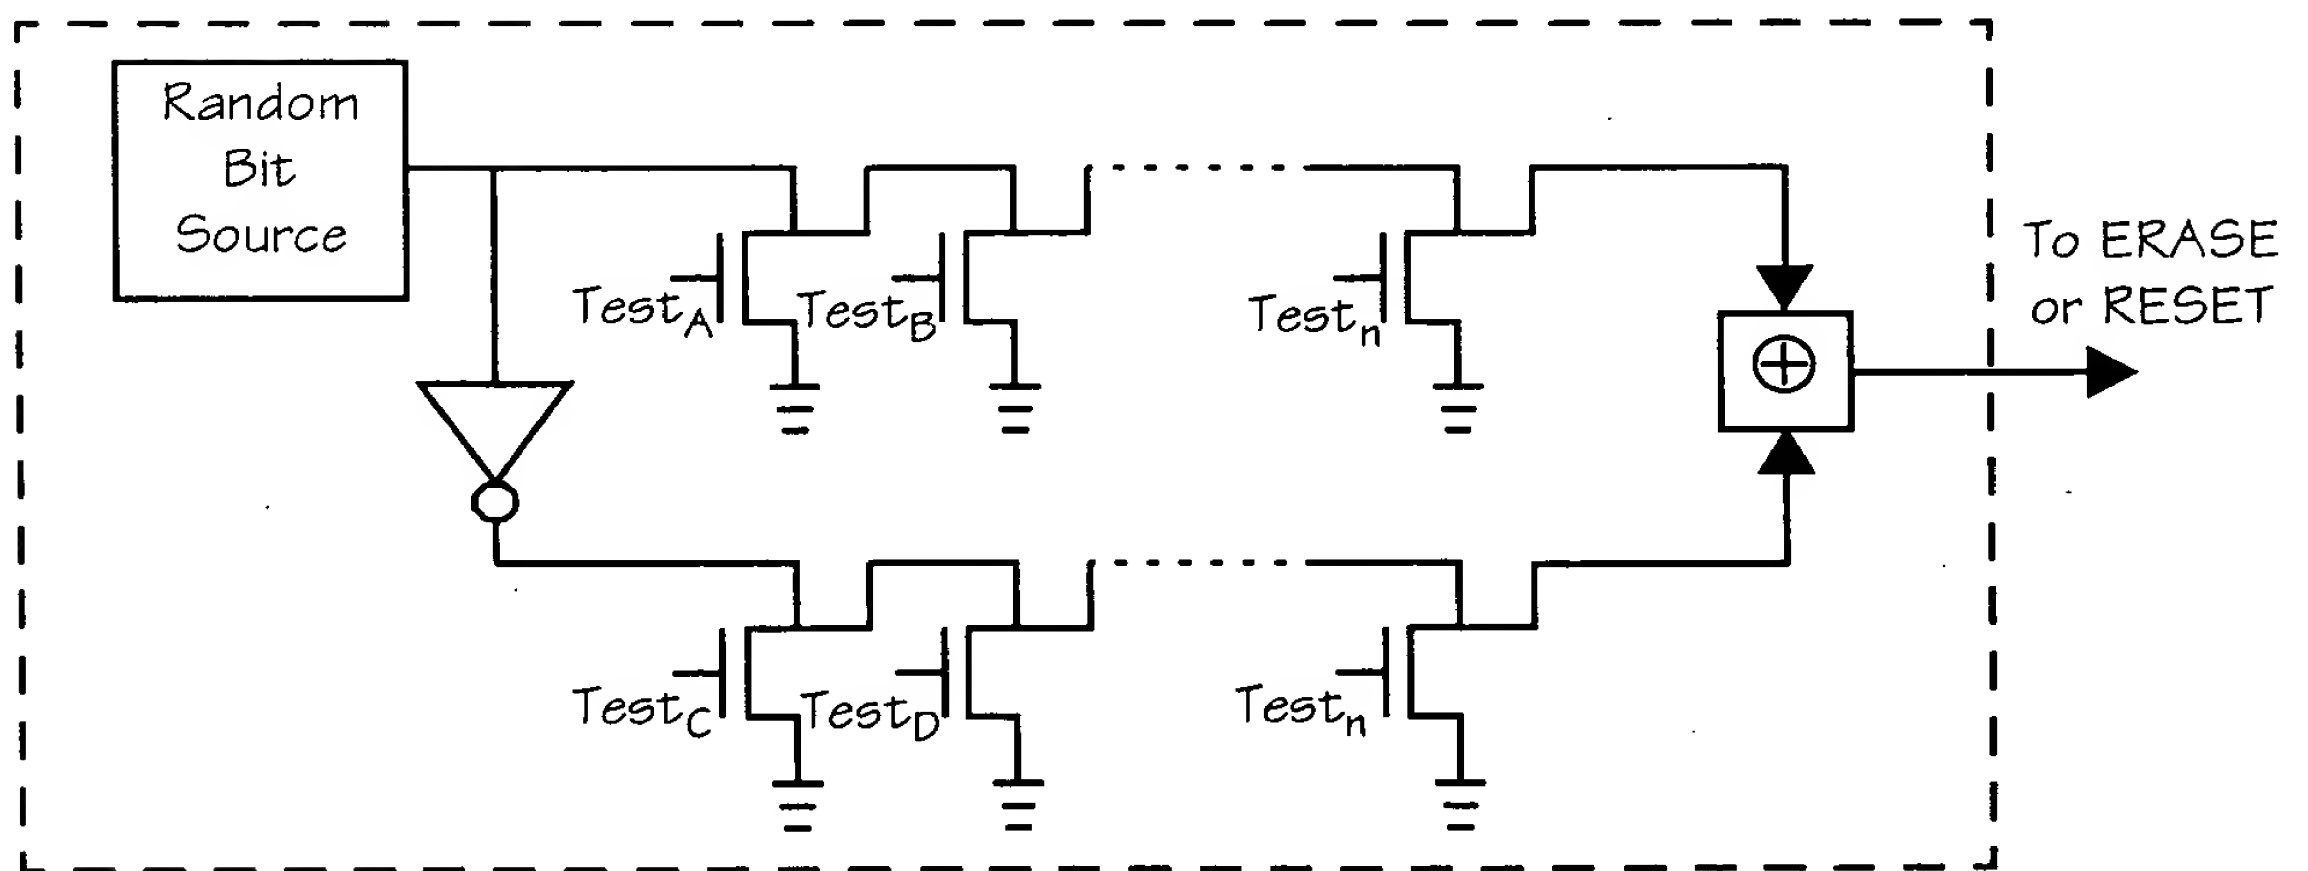 Random
Bit
Source
To ERASE
or RESET
TestA
TestB
Testn
TestC
TestD
Testn